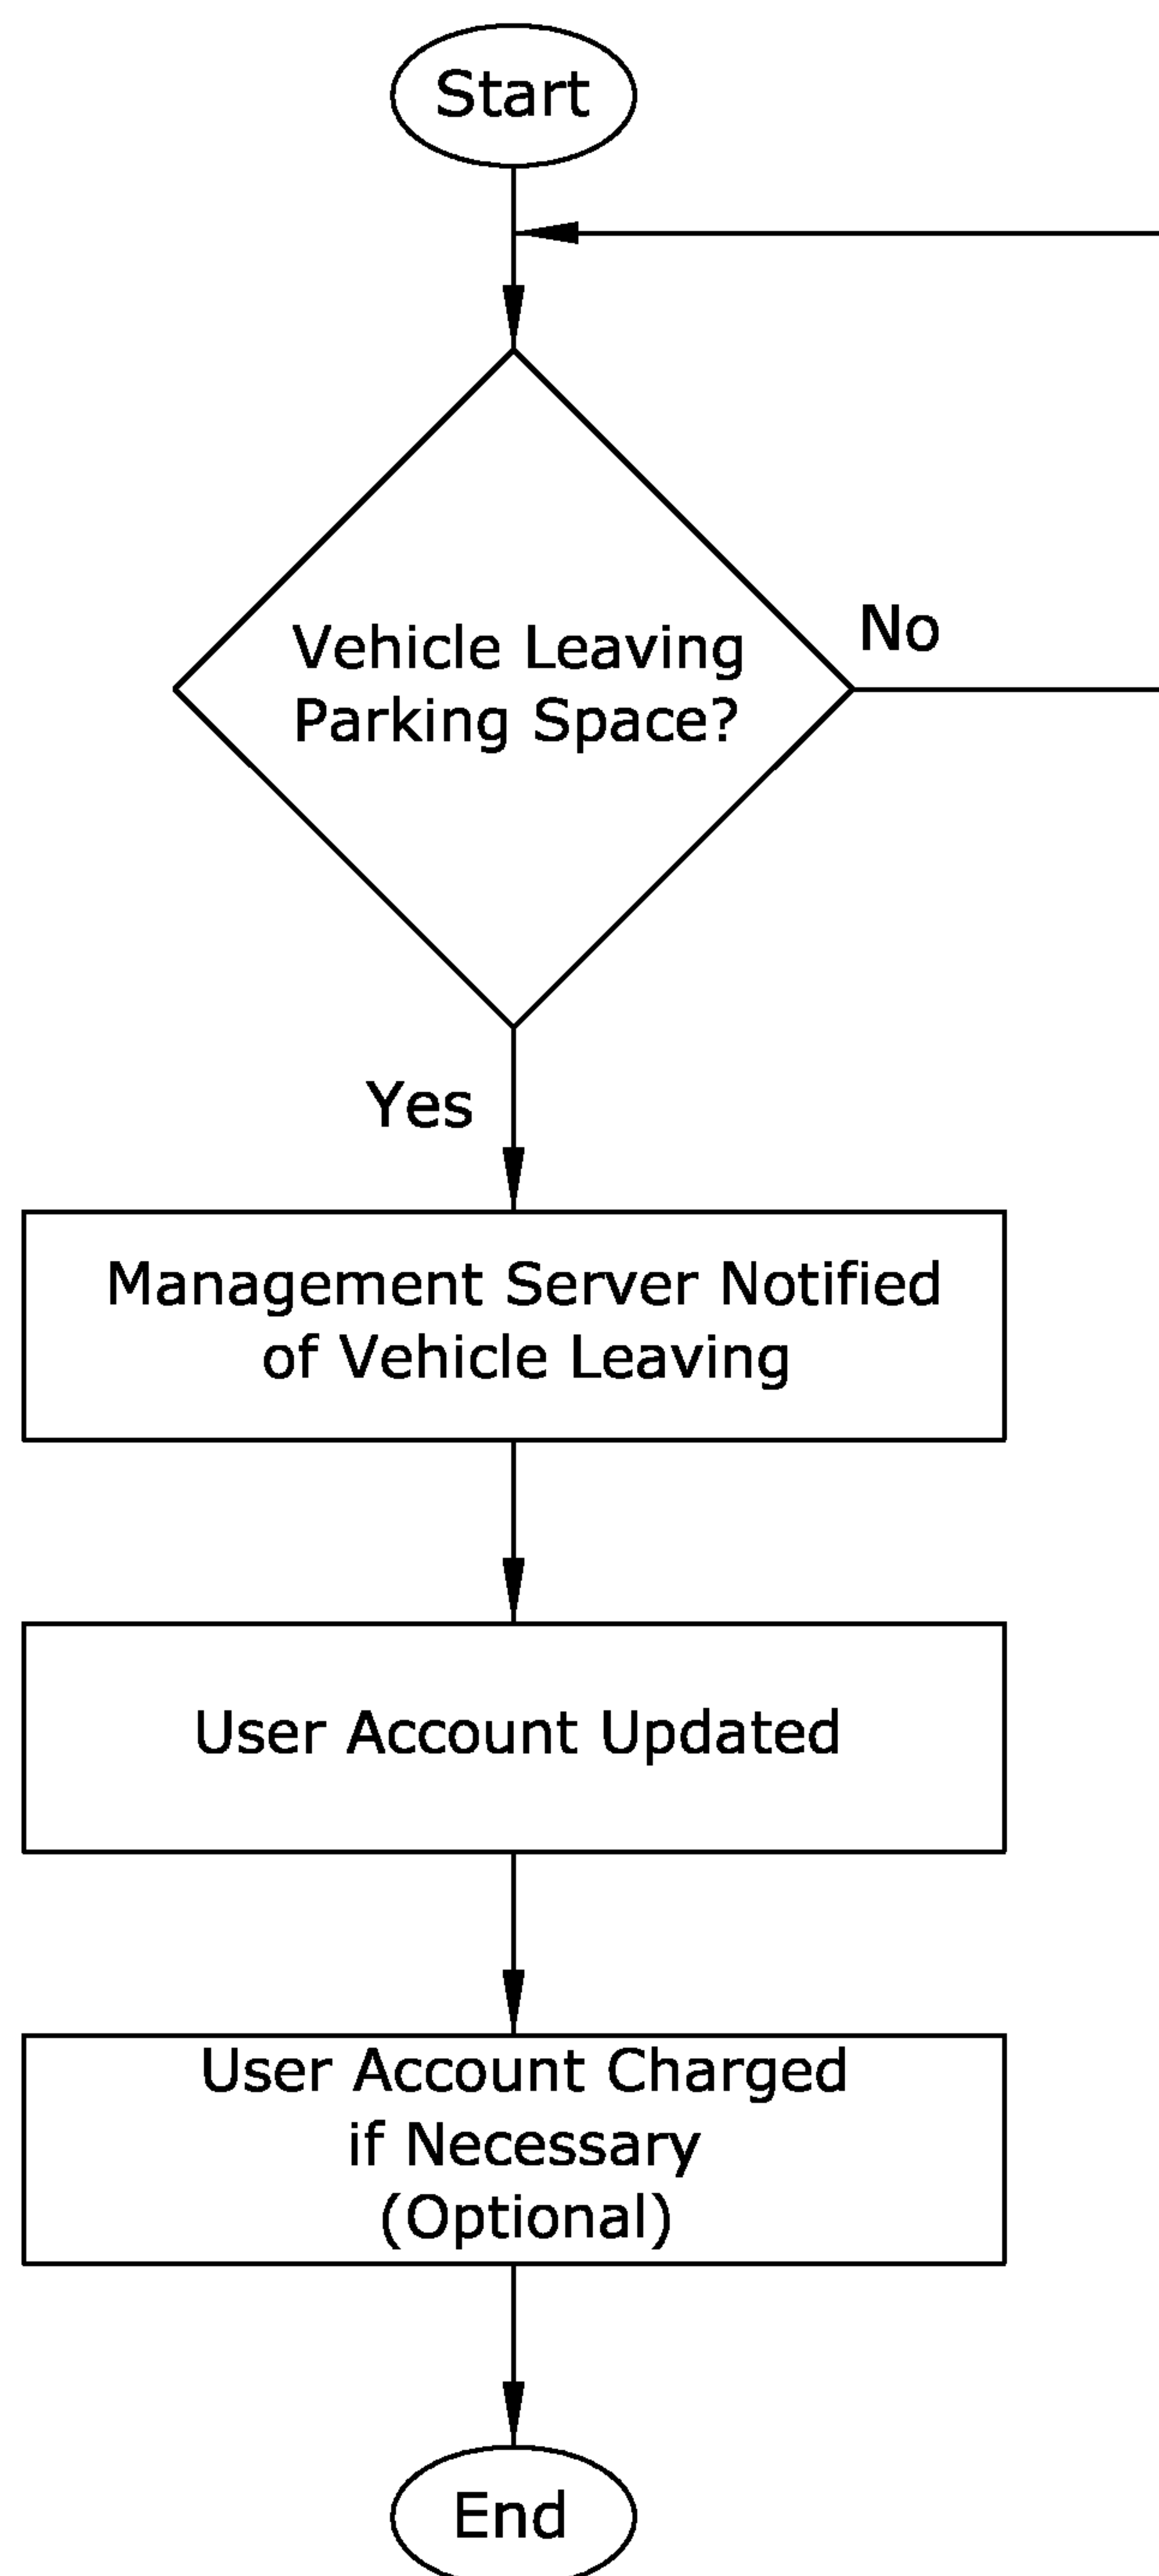 Start
Vehicle Leaving
Parking Space?
No
Yes
Management Server Notified
of Vehicle Leaving
User Account Updated
User Account Charged
if Necessary
(Optional)
End